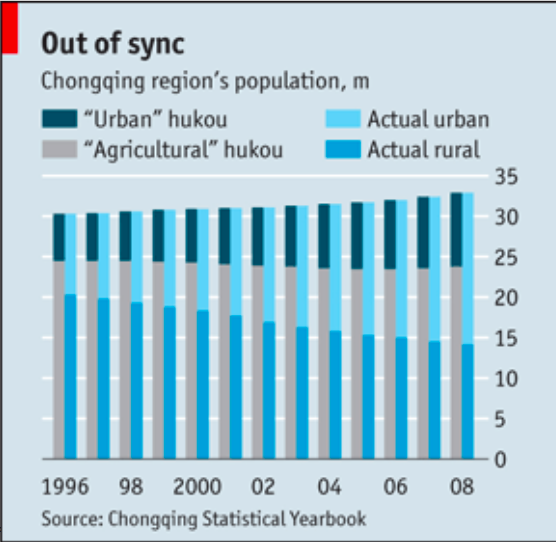 Out of sync
Chongqing region's population, m
“Urban” hukou
Actual urban
“Agricultural” hukou
Actual rural
35
30
25
20
15
10
5
0
1996 98 2000 02 04 06 08
Source: Chongqing Statistical Yearbook